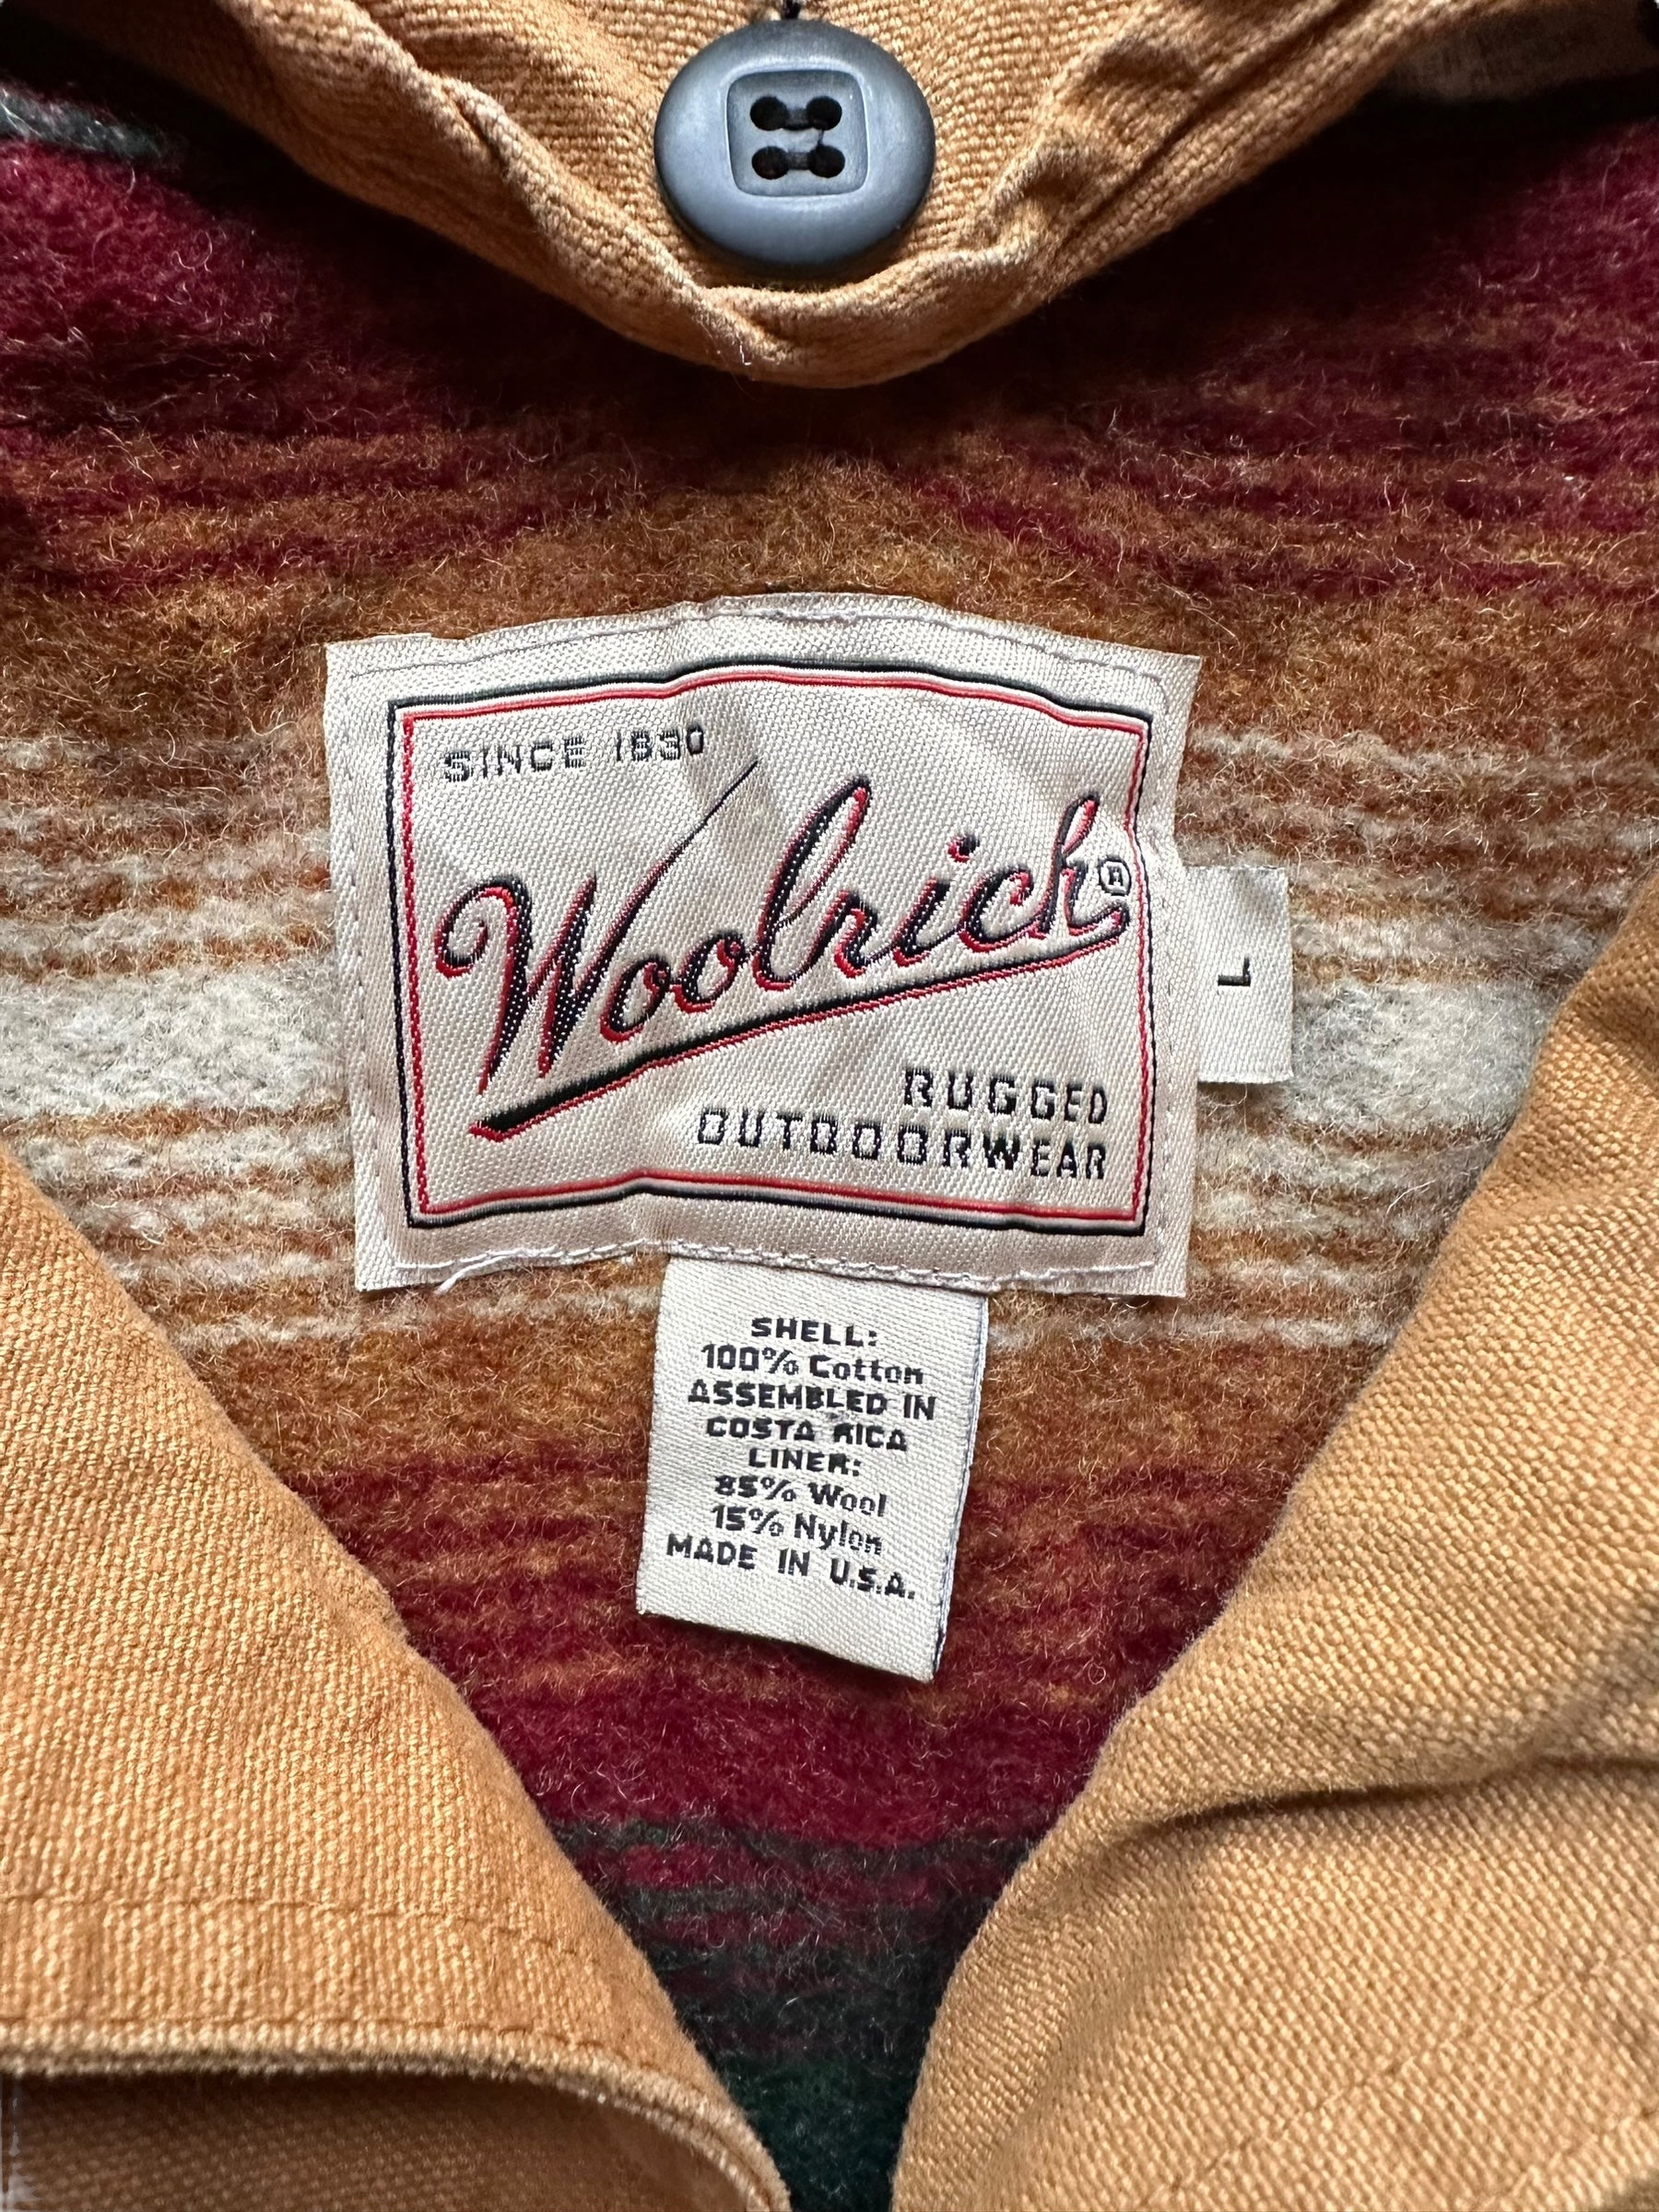 SINCE 1830
Woolrich®
L
RUGGED
OUTDOORWEAR
SHELL:
100% Cotton
ASSEMBLED IN
COSTA RICA
LINER:
85% Wool
15% Nylon
MADE IN U.S.A.